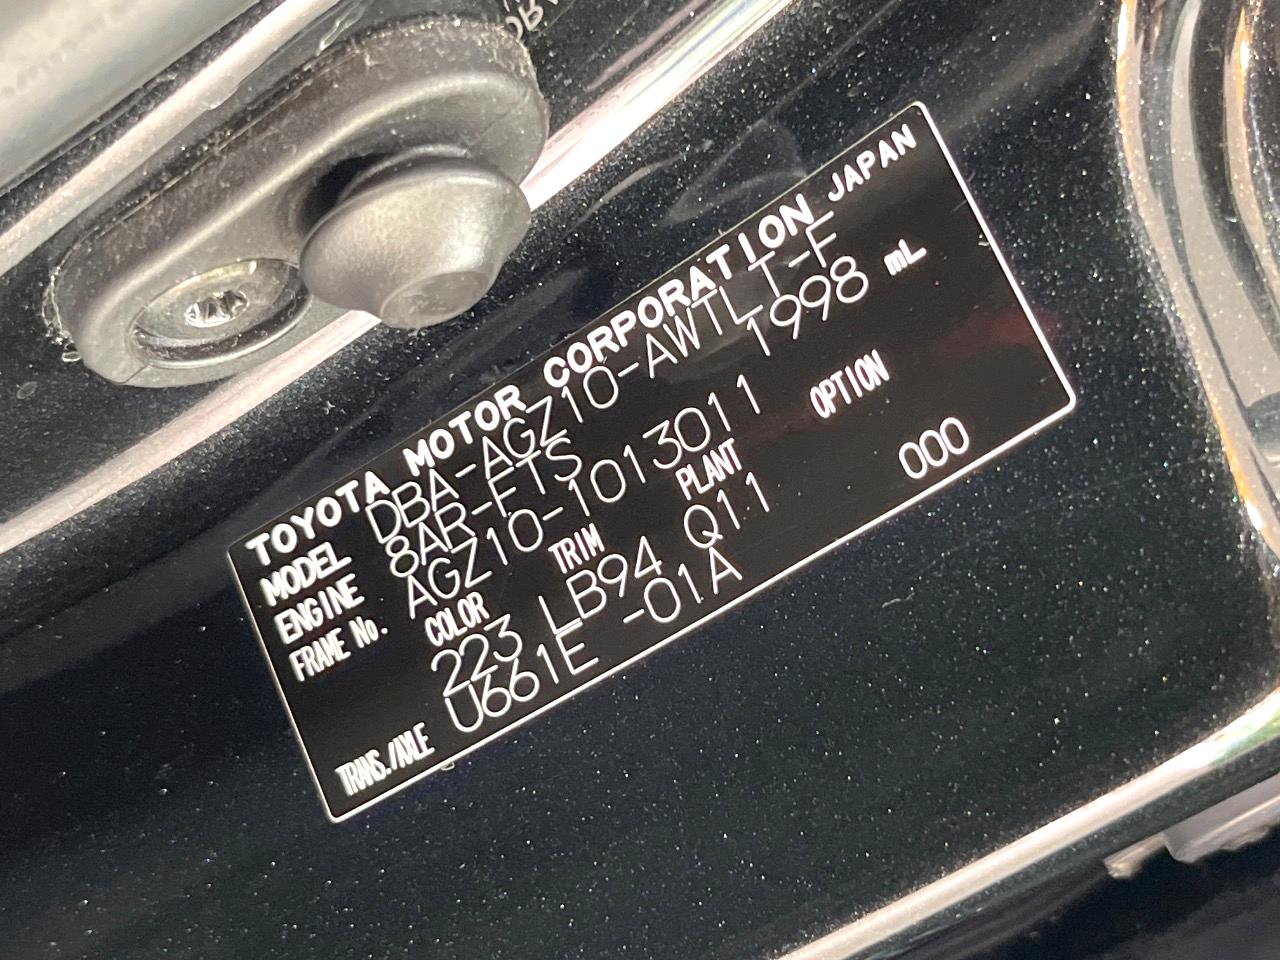 TOYOTA MOTOR CORPORATION JAPAN
MODEL DBA-AGZ10-AWTLT-F
ENGINE 8AR-FTS 1998 mL
FRAME No. AGZ10-1013011
COLOR TRIM PLANT OPTION
223 LB94 Q11 000
TRANS./AXLE U661E -01A